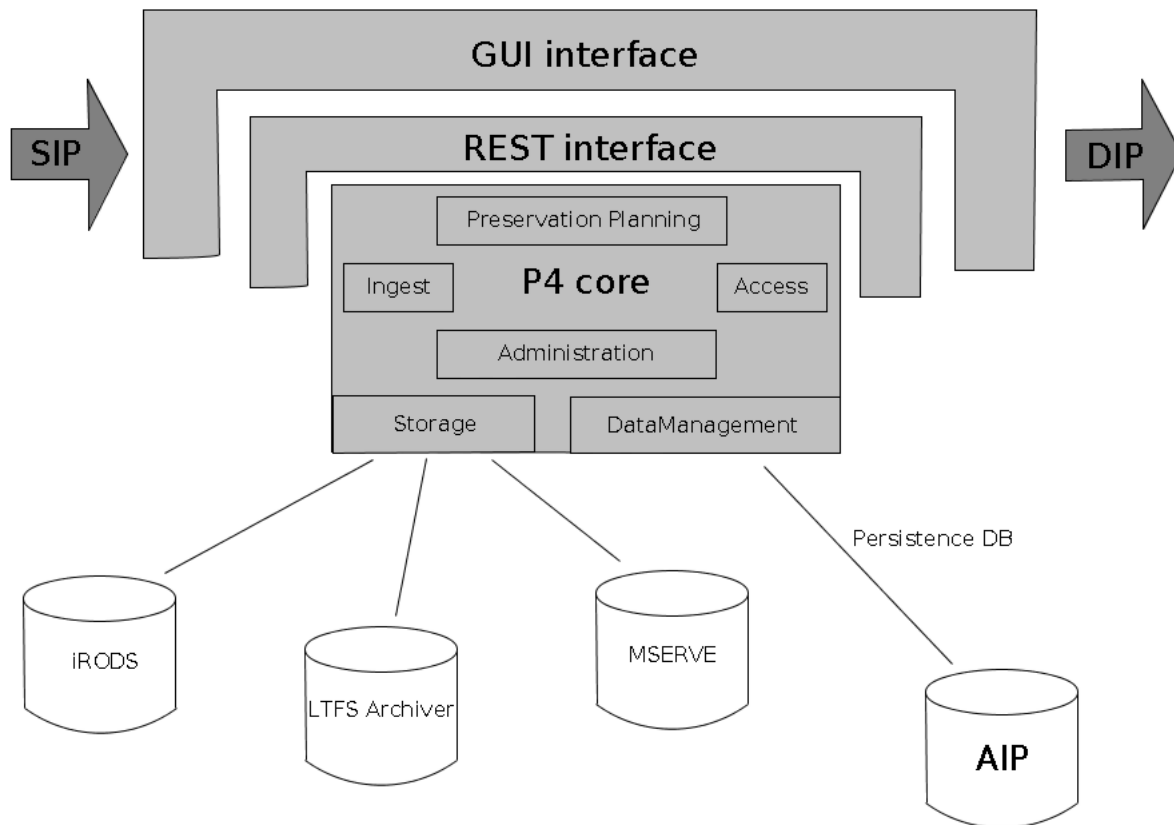 GUI interface
SIP
REST interface
DIP
Preservation Planning
Ingest
P4 core
Access
Administration
Storage
DataManagement
Persistence DB
iRODS
LTFS Archiver
MSERVE
AIP